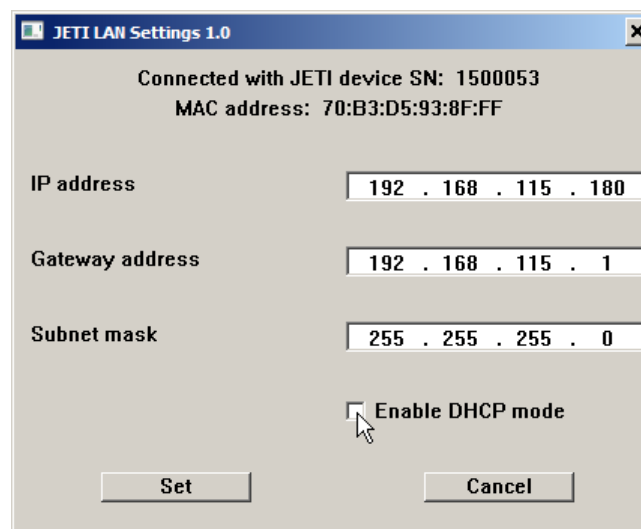 JETI LAN Settings 1.0
Connected with JETI device SN: 1500053
MAC address: 70:B3:D5:93:8F:FF
IP address 192 . 168 . 115 . 180
Gateway address 192 . 168 . 115 . 1
Subnet mask 255 . 255 . 255 . 0
Enable DHCP mode
Set Cancel